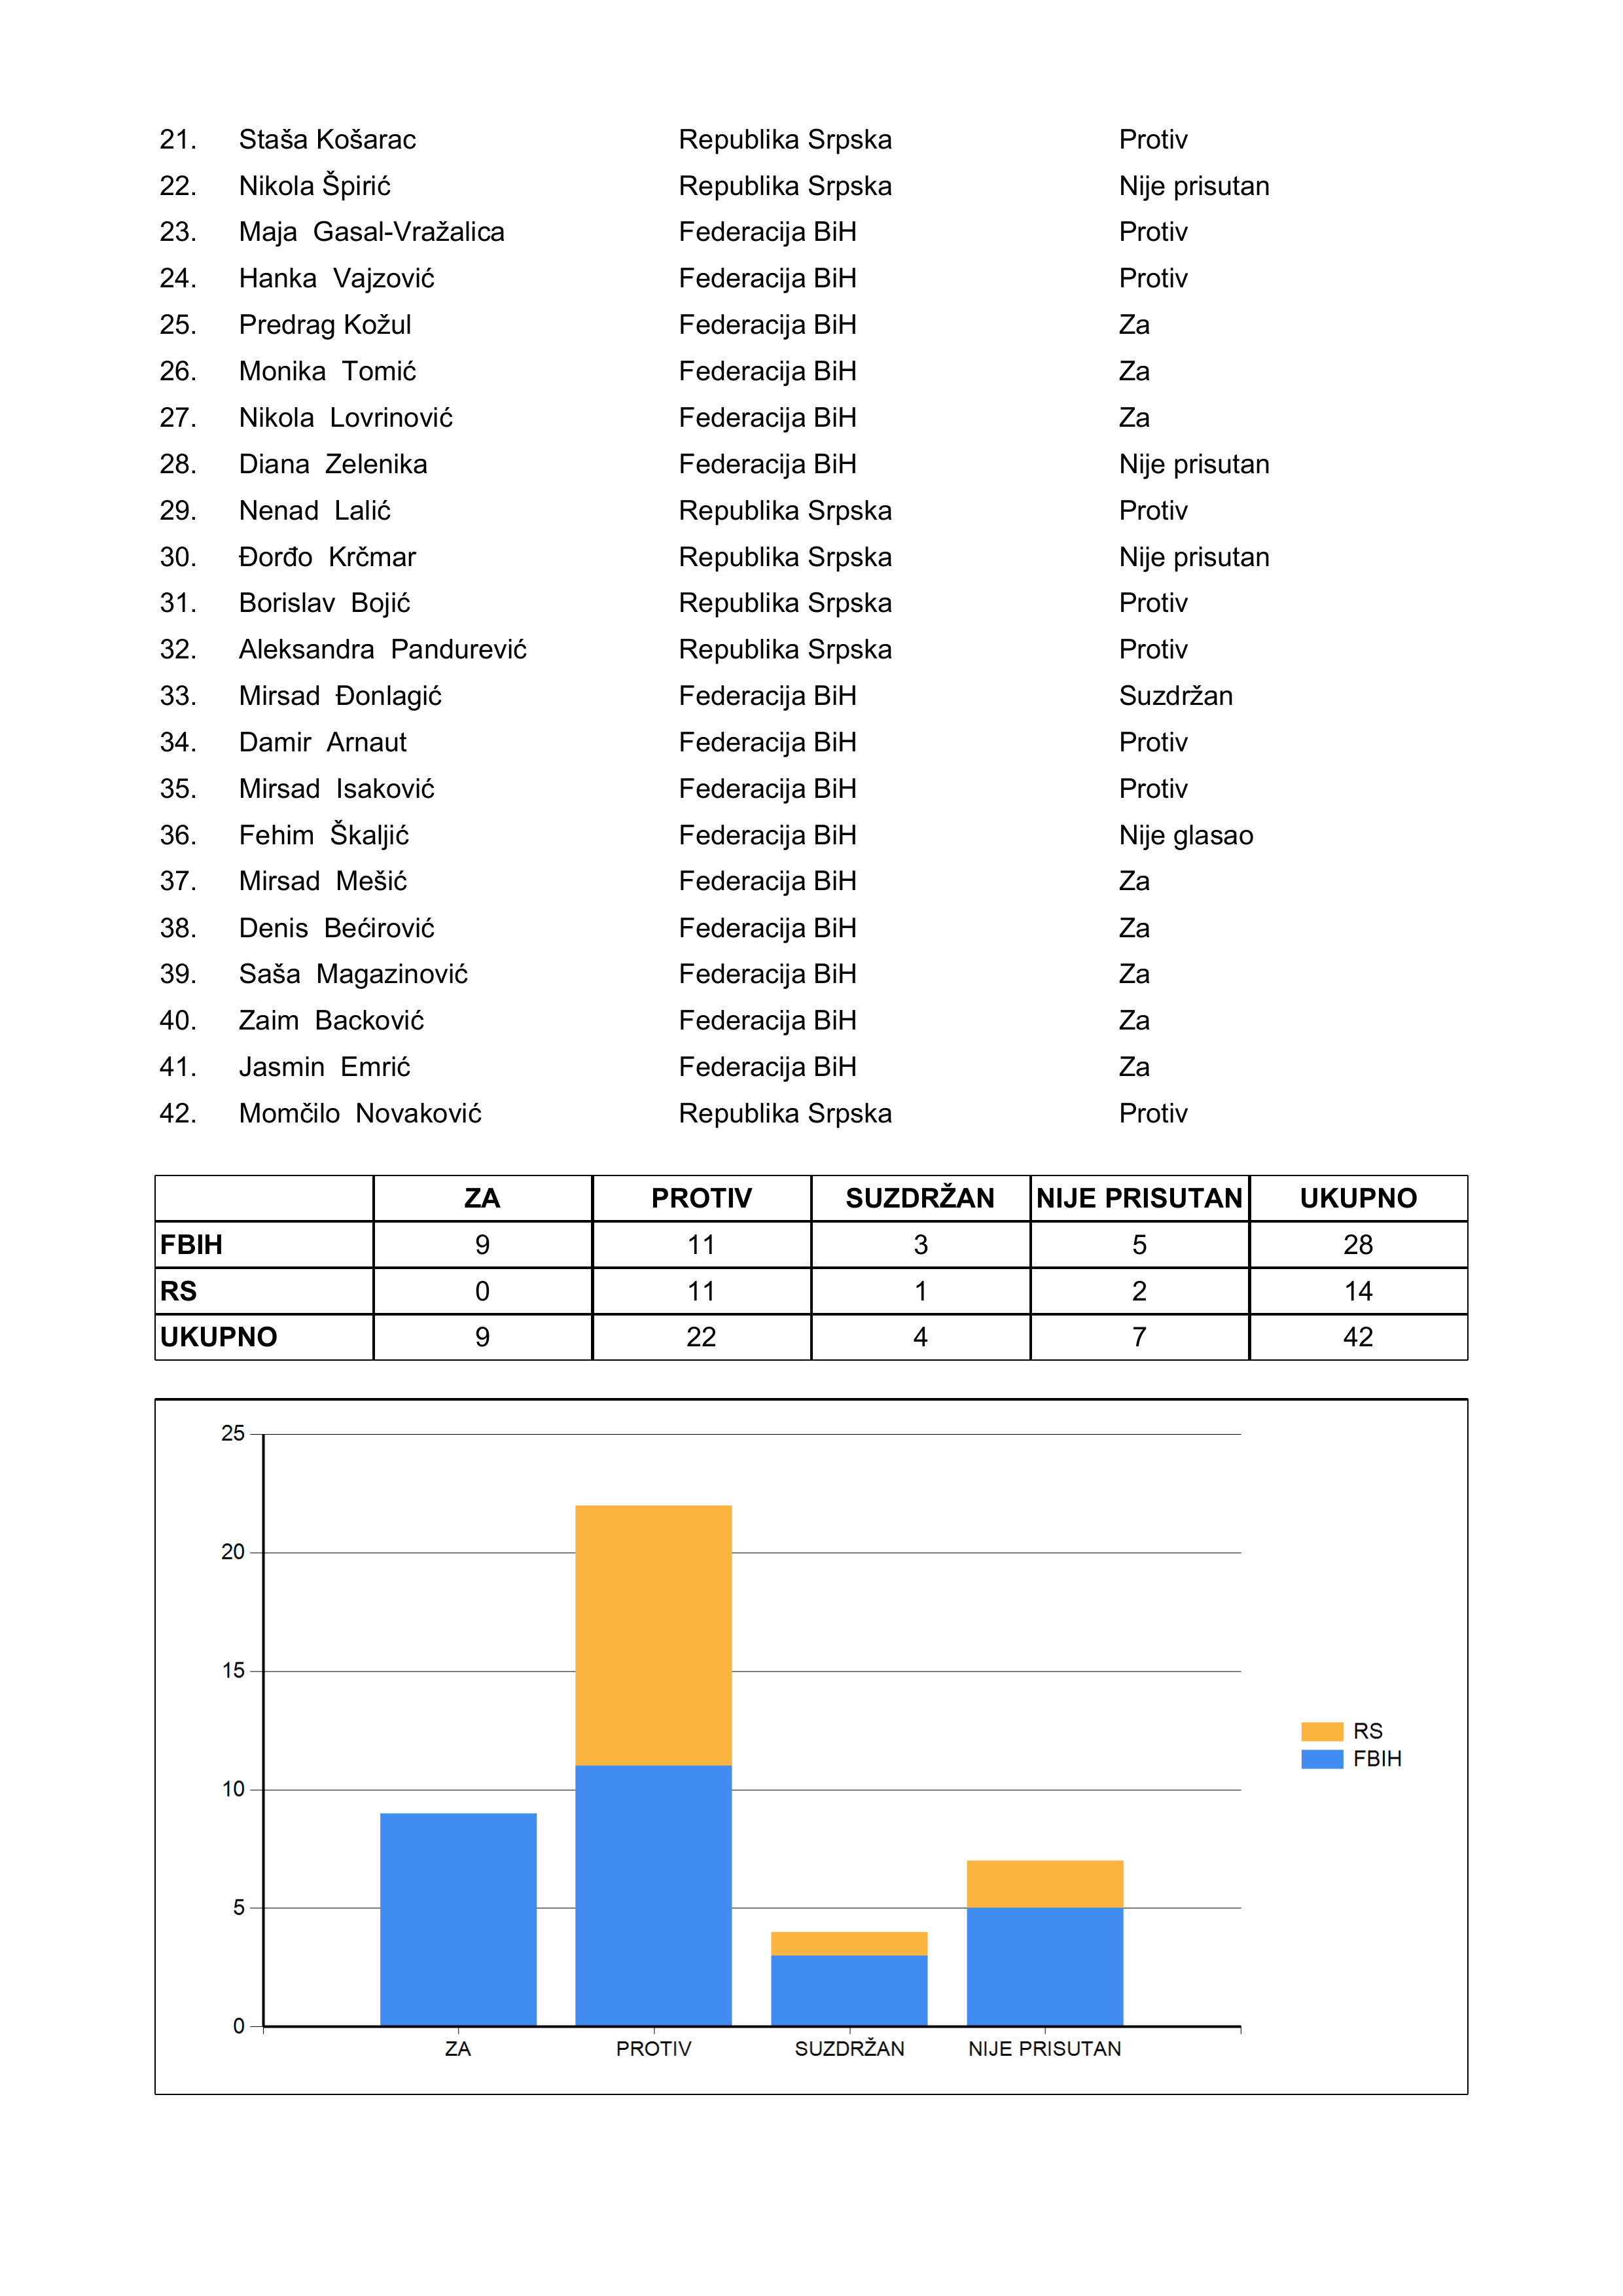 21. Staša Košarac Republika Srpska Protiv
22. Nikola Špirić Republika Srpska Nije prisutan
23. Maja Gasal-Vražalica Federacija BiH Protiv
24. Hanka Vajzović Federacija BiH Protiv
25. Predrag Kožul Federacija BiH Za
26. Monika Tomić Federacija BiH Za
27. Nikola Lovrinović Federacija BiH Za
28. Diana Zelenika Federacija BiH Nije prisutan
29. Nenad Lalić Republika Srpska Protiv
30. Đorđo Krčmar Republika Srpska Nije prisutan
31. Borislav Bojić Republika Srpska Protiv
32. Aleksandra Pandurević Republika Srpska Protiv
33. Mirsad Đonlagić Federacija BiH Suzdržan
34. Damir Arnaut Federacija BiH Protiv
35. Mirsad Isaković Federacija BiH Protiv
36. Fehim Škaljić Federacija BiH Nije glasao
37. Mirsad Mešić Federacija BiH Za
38. Denis Bećirović Federacija BiH Za
39. Saša Magazinović Federacija BiH Za
40. Zaim Backović Federacija BiH Za
41. Jasmin Emrić Federacija BiH Za
42. Momčilo Novaković Republika Srpska Protiv
ZA PROTIV SUZDRŽAN NIJE PRISUTAN UKUPNO
FBIH 9 11 3 5 28
RS 0 11 1 2 14
UKUPNO 9 22 4 7 42
25
20
15
10
5
0
ZA PROTIV SUZDRŽAN NIJE PRISUTAN
RS
FBIH